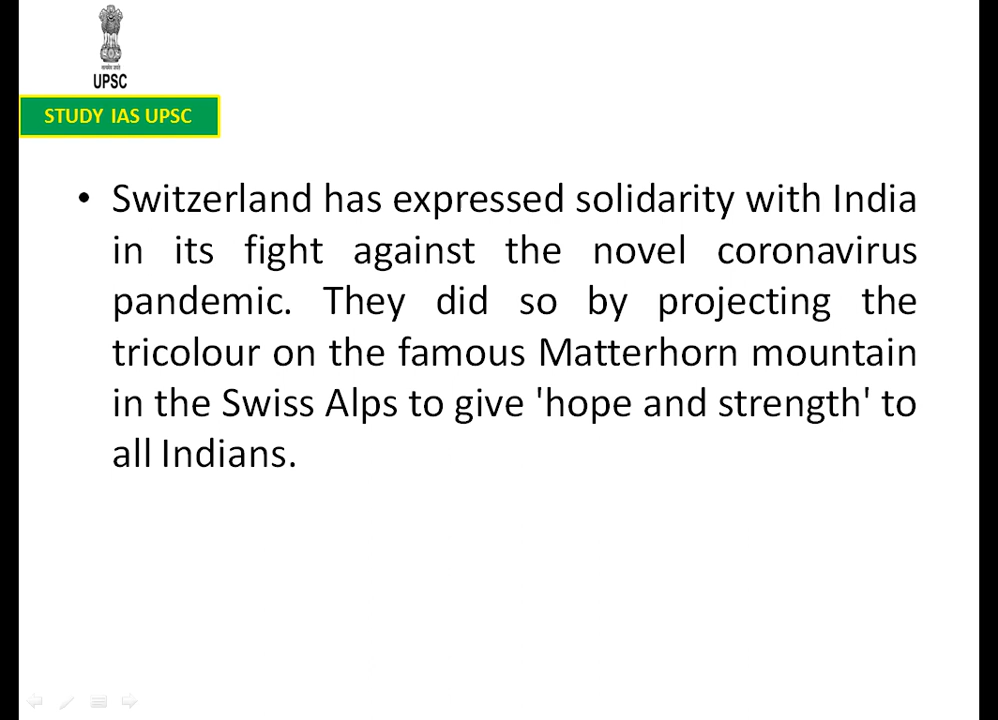 UPSC
STUDY IAS UPSC
• Switzerland has expressed solidarity with India
in its fight against the novel coronavirus
pandemic. They did so by projecting the
tricolour on the famous Matterhorn mountain
in the Swiss Alps to give 'hope and strength' to
all Indians.